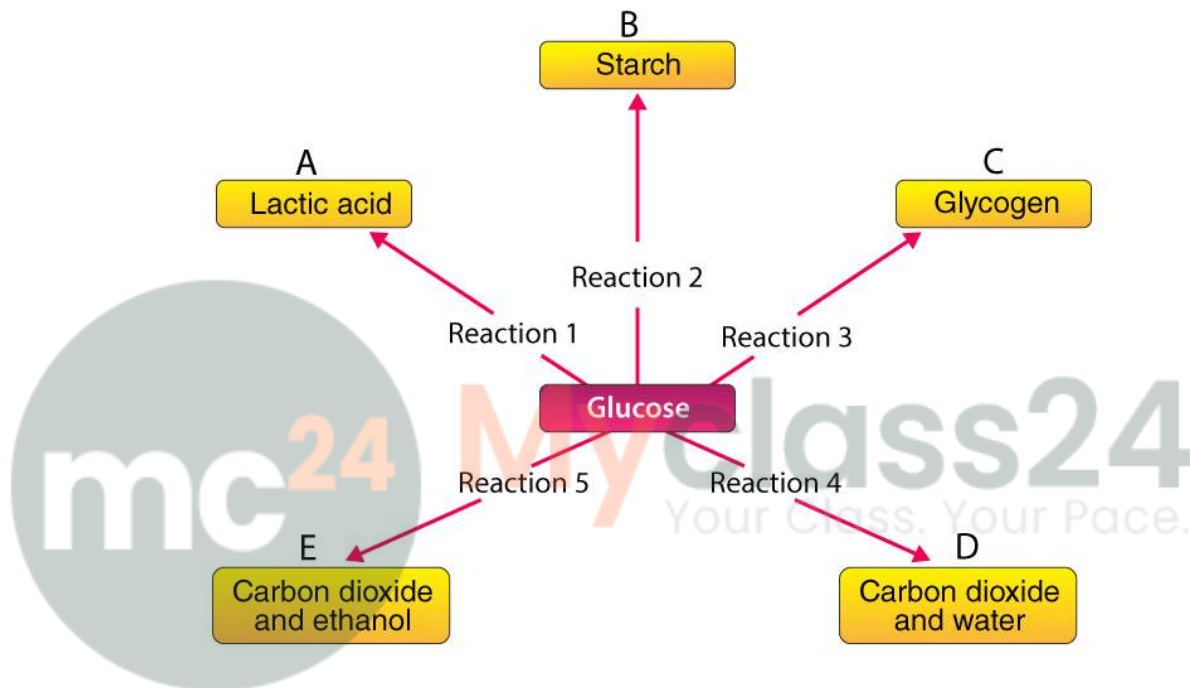 B
Starch
A
Lactic acid
C
Glycogen
Reaction 2
Reaction 1
Reaction 3
Glucose
mc24
Myclass24
Your Class. Your Pace.
Reaction 5
Reaction 4
E
Carbon dioxide
and ethanol
D
Carbon dioxide
and water